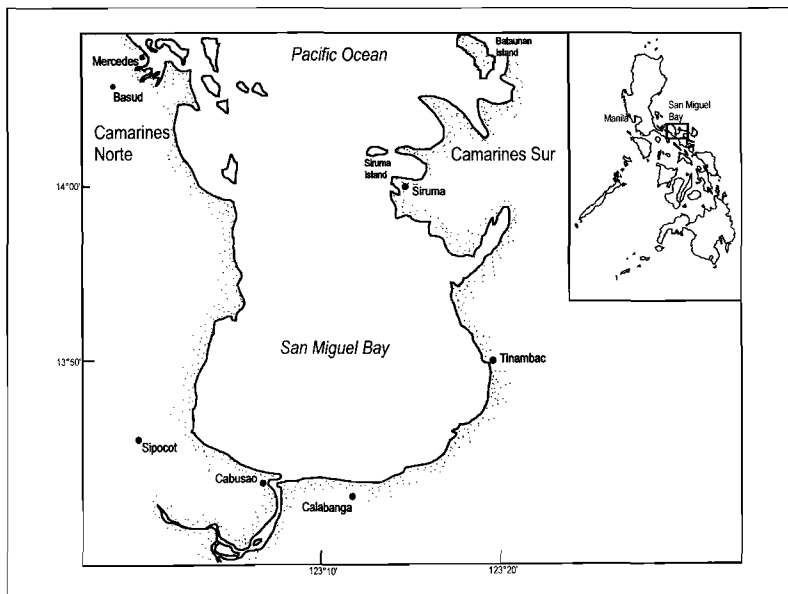 Pacific Ocean
Bataunan
Island
Mercedes
Basud
Manila
San Miguel
Bay
Camarines
Norte
Camarines Sur
Siruma
Island
Siruma
14°00'
San Miguel Bay
13°50'
Tinambac
Sipocot
Cabusao
Calabanga
123°10'
123°20'